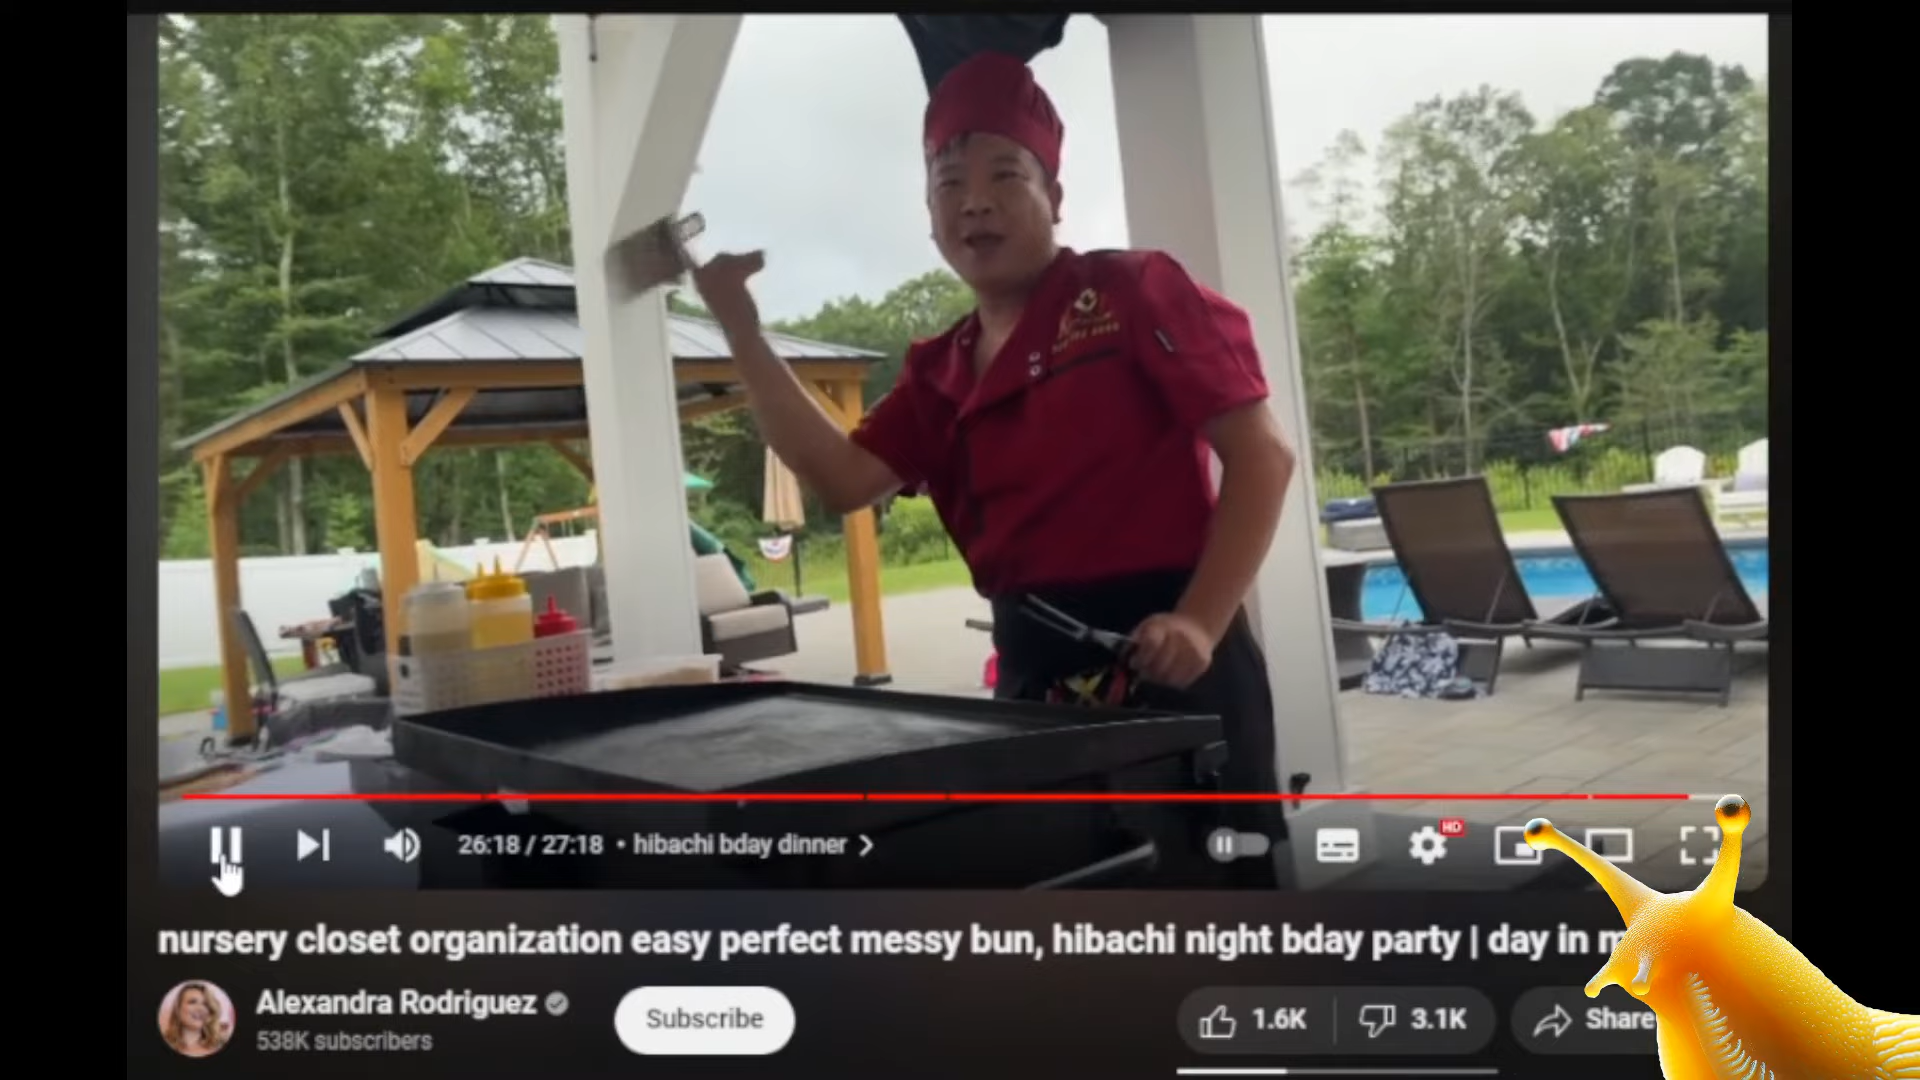 26:18 / 27:18 • hibachi bday dinner
HD
nursery closet organization easy perfect messy bun, hibachi night bday party | day in
Alexandra Rodriguez
538K subscribers
Subscribe
1.6K
3.1K
Share